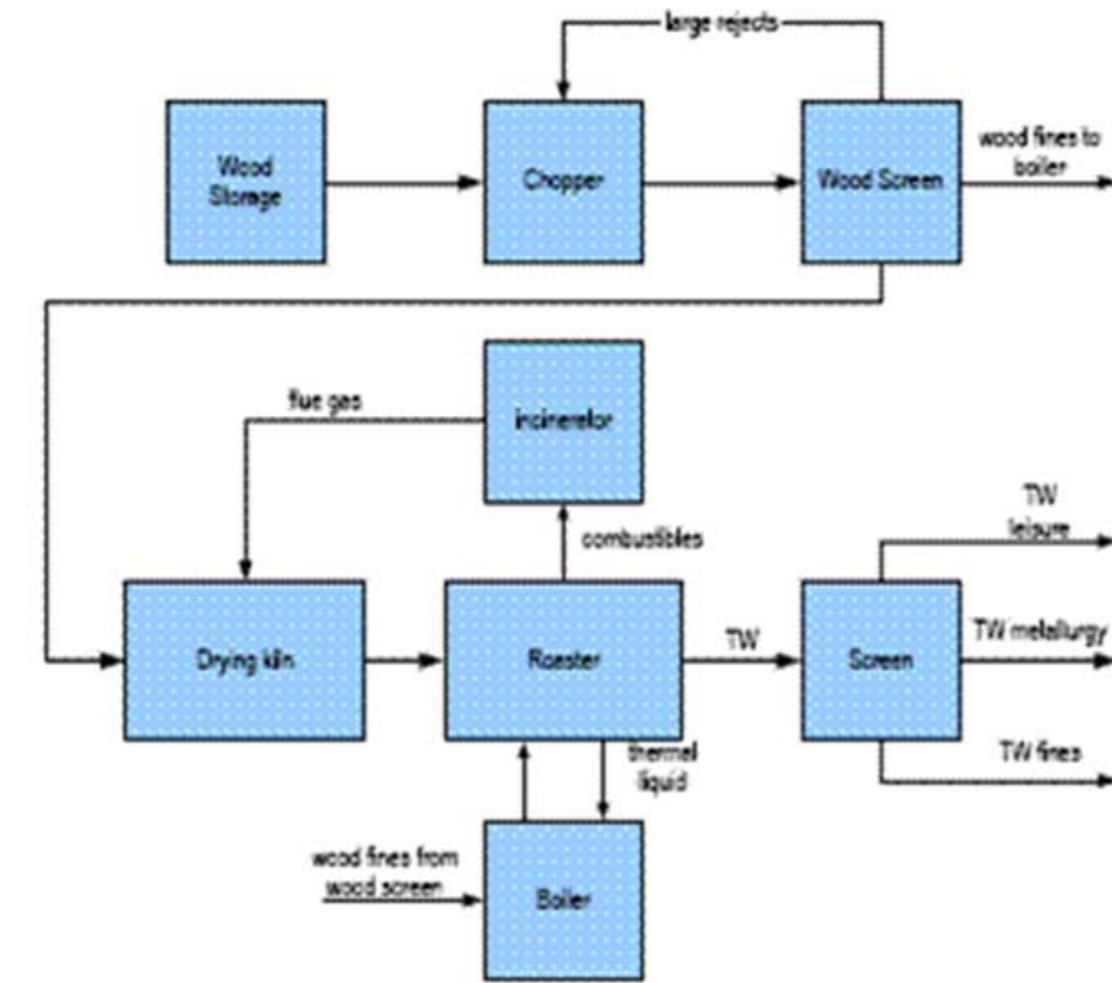 large rejects
Wood
Storage
Chopper
Wood Screen
wood fines to
boiler
flue gas
incinerator
combustibles
TW
leisure
Drying kiln
Roaster
TW
Screen
TW metallurgy
TW fines
thermal
liquid
wood fines from
wood screen
Boiler